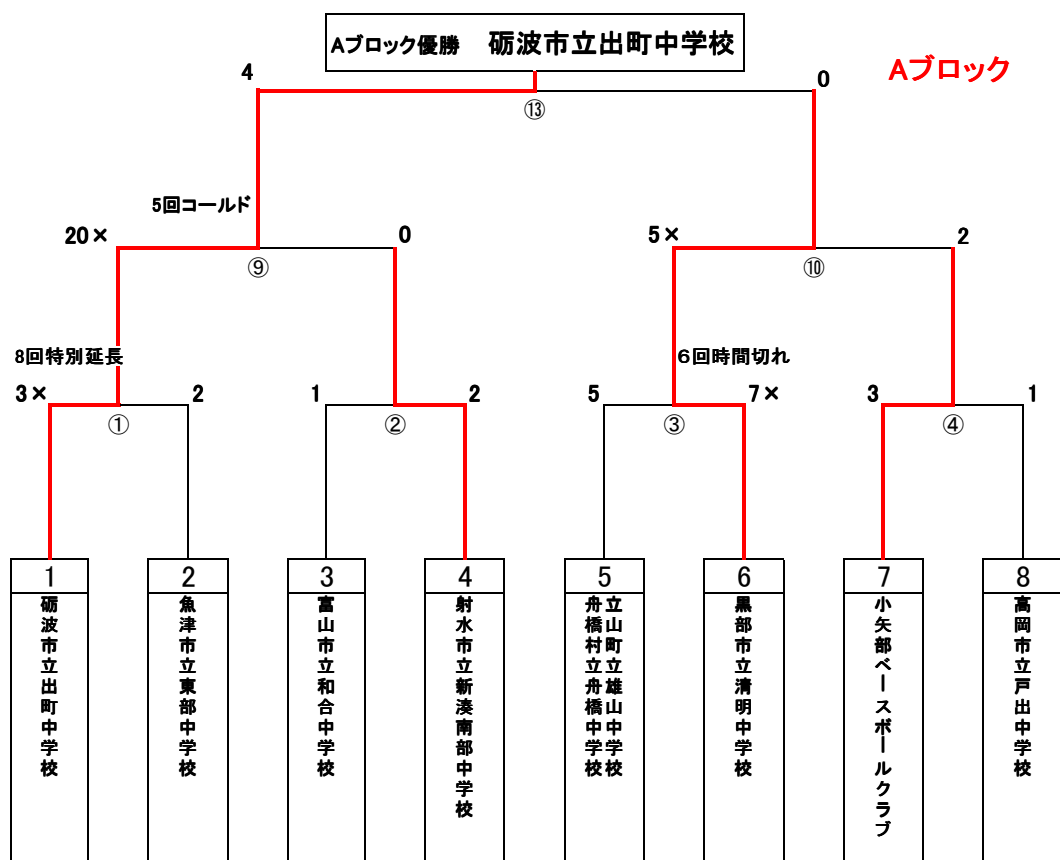 Aブロック優勝 砺波市立出町中学校
Aブロック
4
0
⑬
5回コールド
20×
0
5×
2
⑨
⑩
8回特別延長
6回時間切れ
3×
2
1
2
5
7×
3
1
①
②
③
④
1
2
3
4
5
6
7
8
砺波市立出町中学校
魚津市立東部中学校
富山市立和合中学校
射水市立新湊南部中学校
立山町立雄山中学校
舟橋村立舟橋中学校
黒部市立清明中学校
小矢部ベースボールクラブ
高岡市立戸出中学校